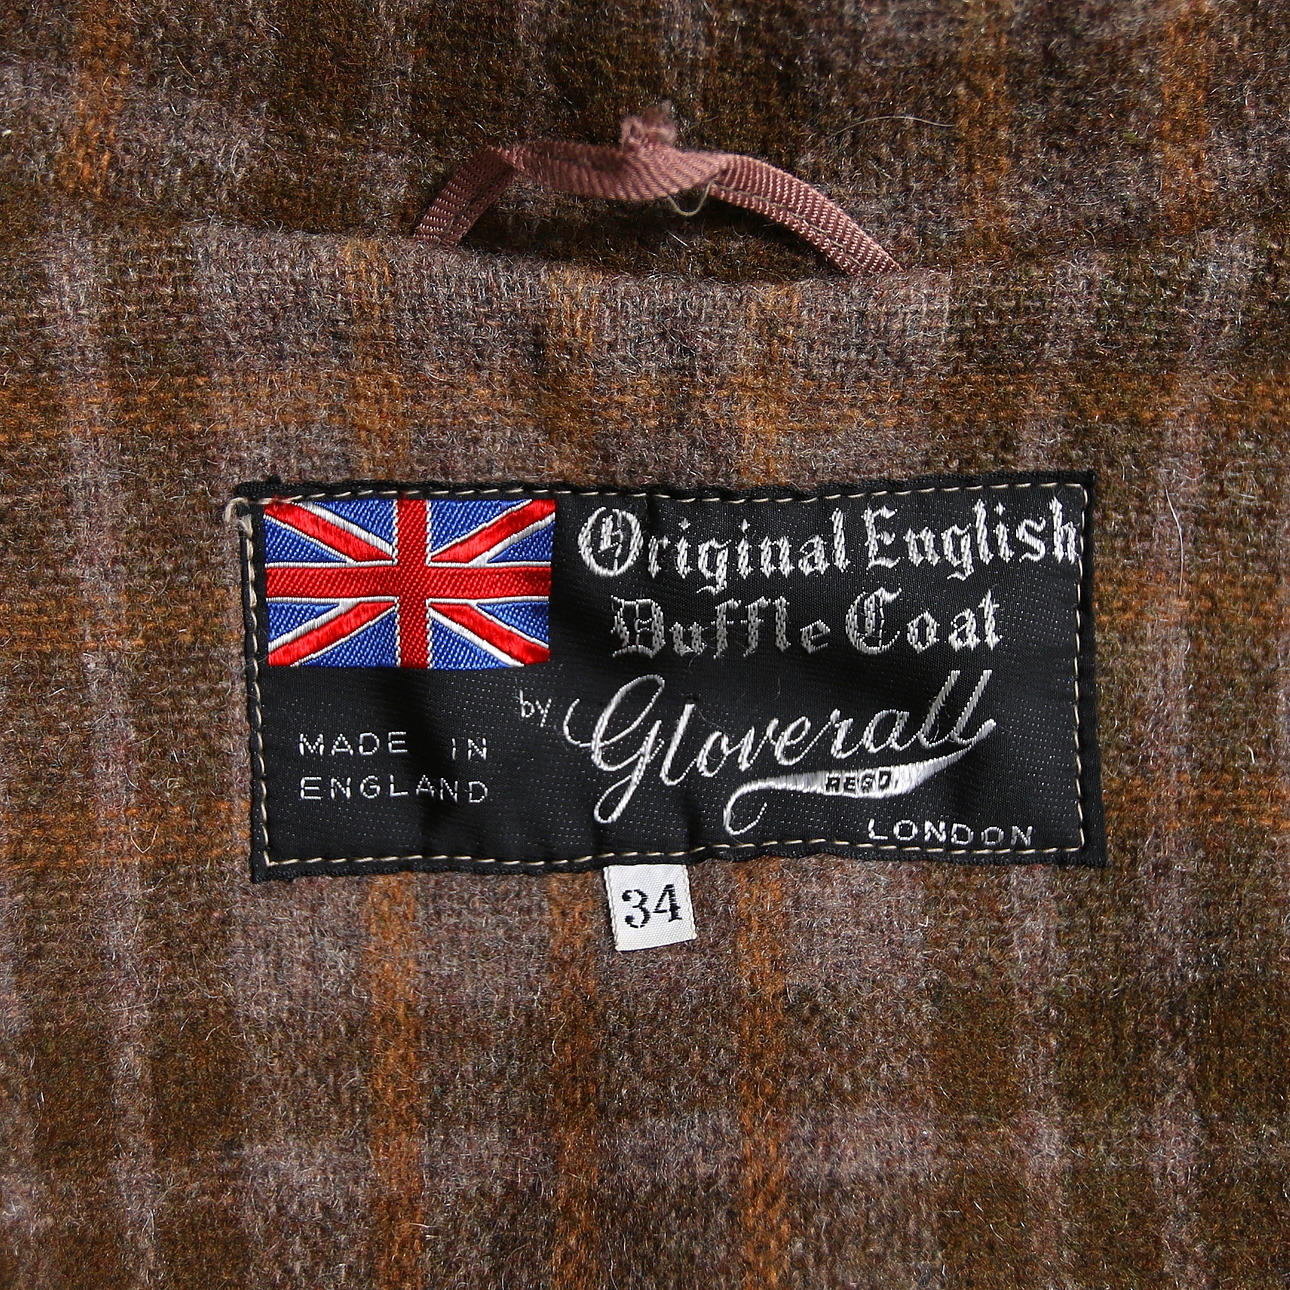 Original English
Duffle Coat
by Gloverall
REGD.
LONDON
MADE IN
ENGLAND
34